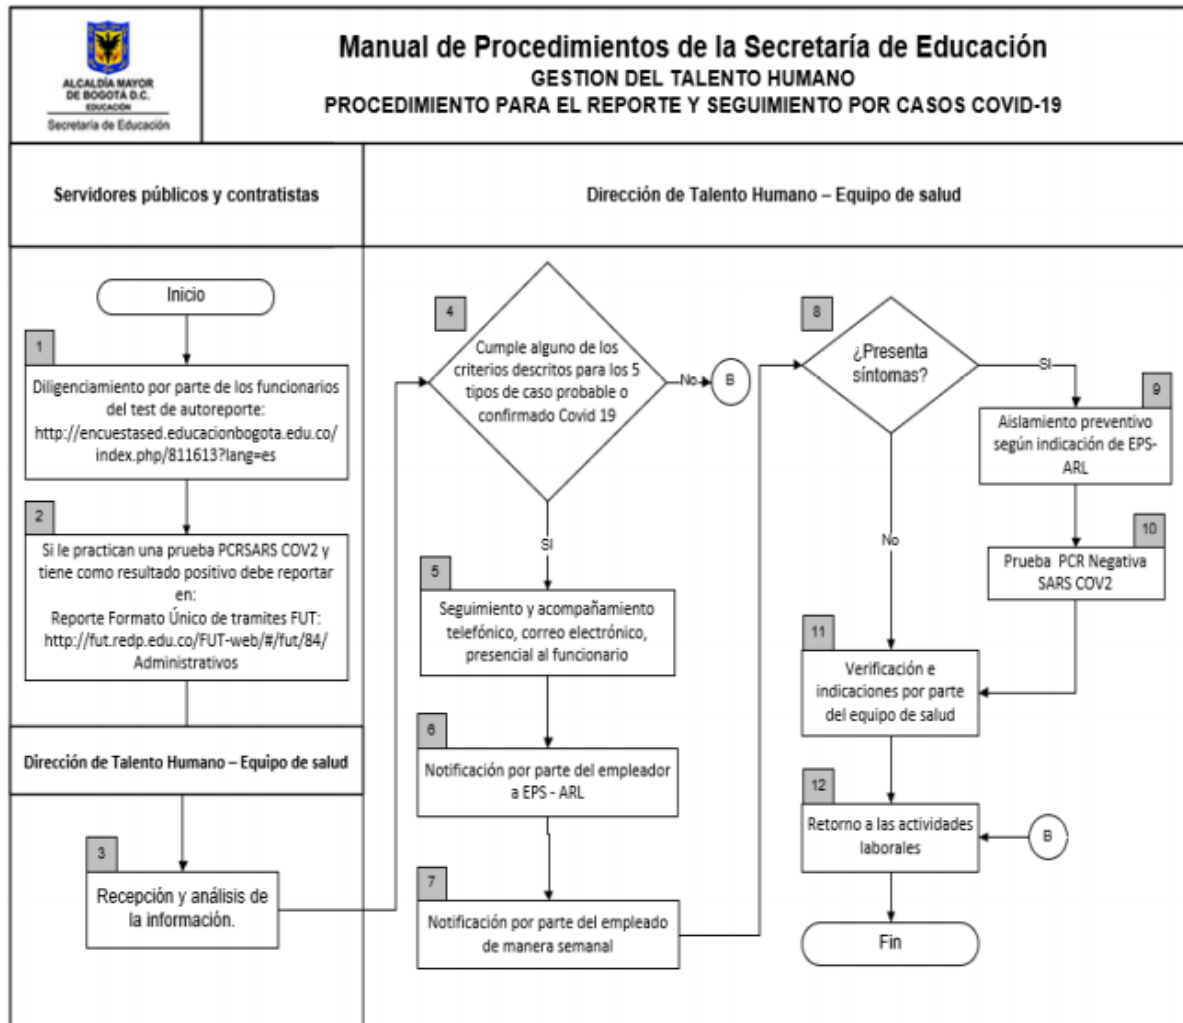 ALCALDÍA MAYOR
DE BOGOTÁ D.C.
EDUCACIÓN
Secretaría de Educación
Manual de Procedimientos de la Secretaría de Educación
GESTION DEL TALENTO HUMANO
PROCEDIMIENTO PARA EL REPORTE Y SEGUIMIENTO POR CASOS COVID-19
Servidores públicos y contratistas
Dirección de Talento Humano – Equipo de salud
Inicio
1
Diligenciamiento por parte de los funcionarios
del test de autoreporte:
http://encuestased.educacionbogota.edu.co/
index.php/811613?lang=es
2
Si le practican una prueba PCRSARS COV2 y
tiene como resultado positivo debe reportar
en:
Reporte Formato Único de tramites FUT:
http://fut.redp.edu.co/FUT-web/#/fut/84/
Administrativos
Dirección de Talento Humano – Equipo de salud
3
Recepción y análisis de
la información.
4
Cumple alguno de los
criterios descritos para los 5
tipos de caso probable o
confirmado Covid 19
No
B
SI
5
Seguimiento y acompañamiento
telefónico, correo electrónico,
presencial al funcionario
6
Notificación por parte del empleador
a EPS - ARL
7
Notificación por parte del empleado
de manera semanal
8
¿Presenta
síntomas?
SI
9
Aislamiento preventivo
según indicación de EPS-
ARL
10
Prueba PCR Negativa
SARS COV2
No
11
Verificación e
indicaciones por parte
del equipo de salud
12
Retorno a las actividades
laborales
B
Fin